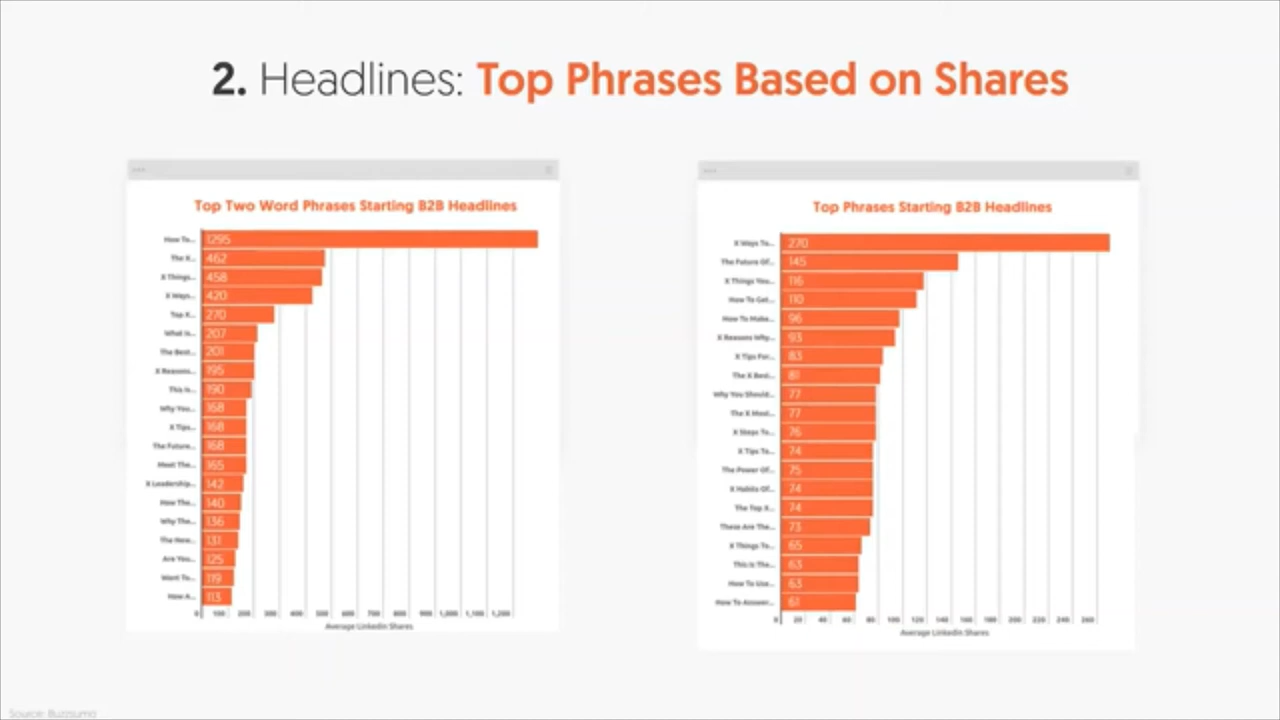 2. Headlines: Top Phrases Based on Shares
Top Two Word Phrases Starting B2B Headlines
How To... 1295
The X... 462
X Things... 458
X Ways... 420
Top X... 270
What Is... 207
The Best... 201
X Reasons... 195
This Is... 190
Why You... 168
X Tips... 168
The Future... 168
Meet The... 165
X Leadership... 142
How The... 140
Why The... 136
The New... 131
Are You... 125
Want To... 119
How A... 113
0 100 200 300 400 500 600 700 800 900 1,000 1,100 1,200
Average LinkedIn Shares
Top Phrases Starting B2B Headlines
X Ways To... 270
The Future Of... 145
X Things You... 116
How To Get... 110
How To Make... 96
X Reasons Why... 93
X Tips For... 83
The X Best... 81
Why You Should... 77
The X Most... 77
X Steps To... 76
X Tips To... 74
The Power Of... 75
X Habits Of... 74
The Top X... 74
These Are The... 73
X Things To... 65
This Is The... 63
How To Use... 63
How To Answer... 61
X 20 40 60 80 100 120 140 160 180 200 220 240 260
Average LinkedIn Shares
Source: Buzzsumo